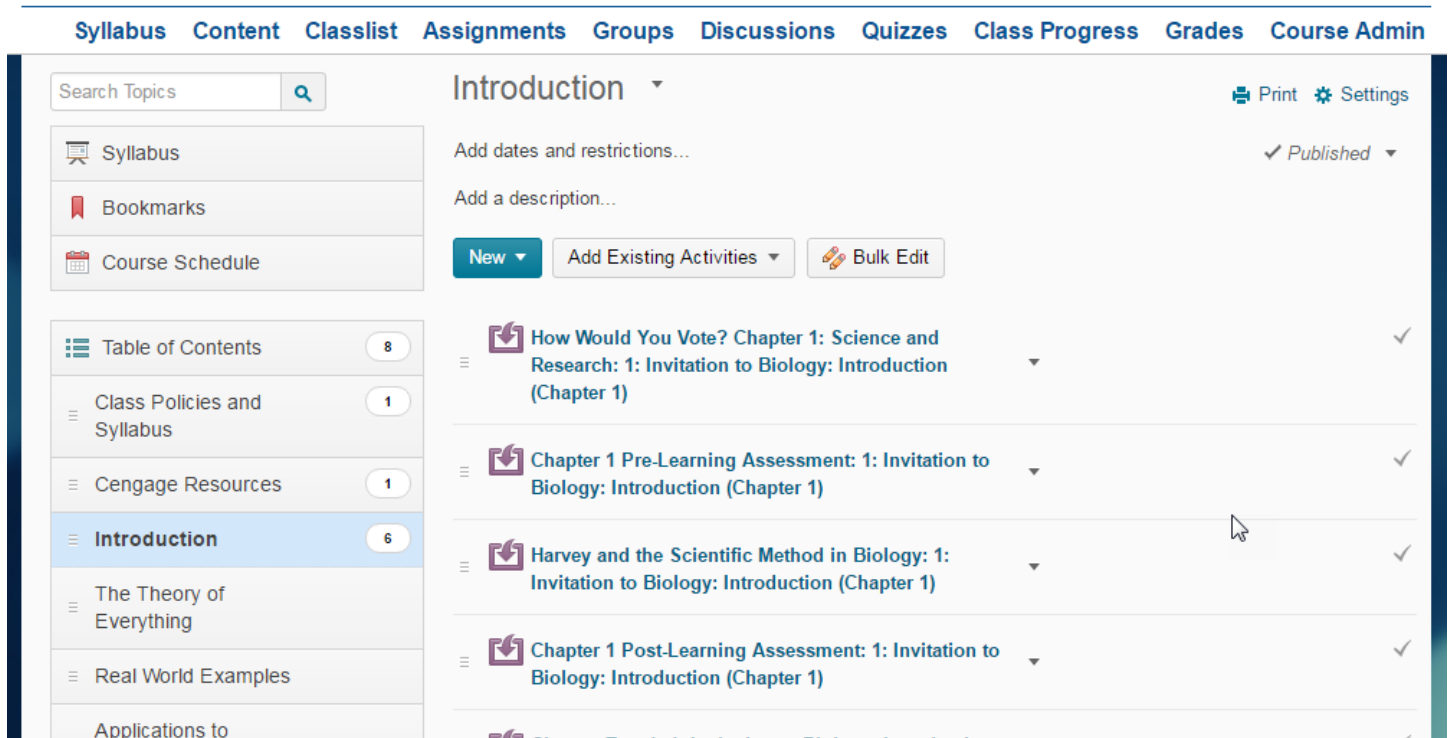 Syllabus Content Classlist Assignments Groups Discussions Quizzes Class Progress Grades Course Admin
Search Topics
Syllabus
Bookmarks
Course Schedule
Table of Contents 8
Class Policies and 1
Syllabus
Cengage Resources 1
Introduction 6
The Theory of
Everything
Real World Examples
Applications to
Introduction
Print Settings
Add dates and restrictions...
Published
Add a description...
New Add Existing Activities Bulk Edit
How Would You Vote? Chapter 1: Science and
Research: 1: Invitation to Biology: Introduction
(Chapter 1)
Chapter 1 Pre-Learning Assessment: 1: Invitation to
Biology: Introduction (Chapter 1)
Harvey and the Scientific Method in Biology: 1:
Invitation to Biology: Introduction (Chapter 1)
Chapter 1 Post-Learning Assessment: 1: Invitation to
Biology: Introduction (Chapter 1)